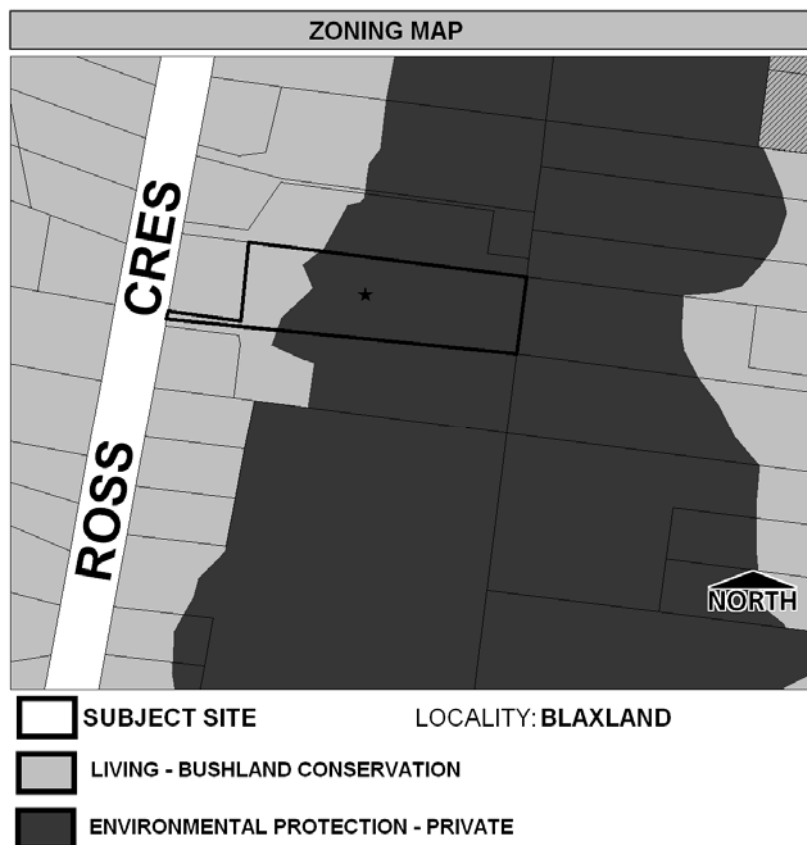 ZONING MAP
ROSS CRES
NORTH
SUBJECT SITE
LOCALITY: BLAXLAND
LIVING - BUSHLAND CONSERVATION
ENVIRONMENTAL PROTECTION - PRIVATE